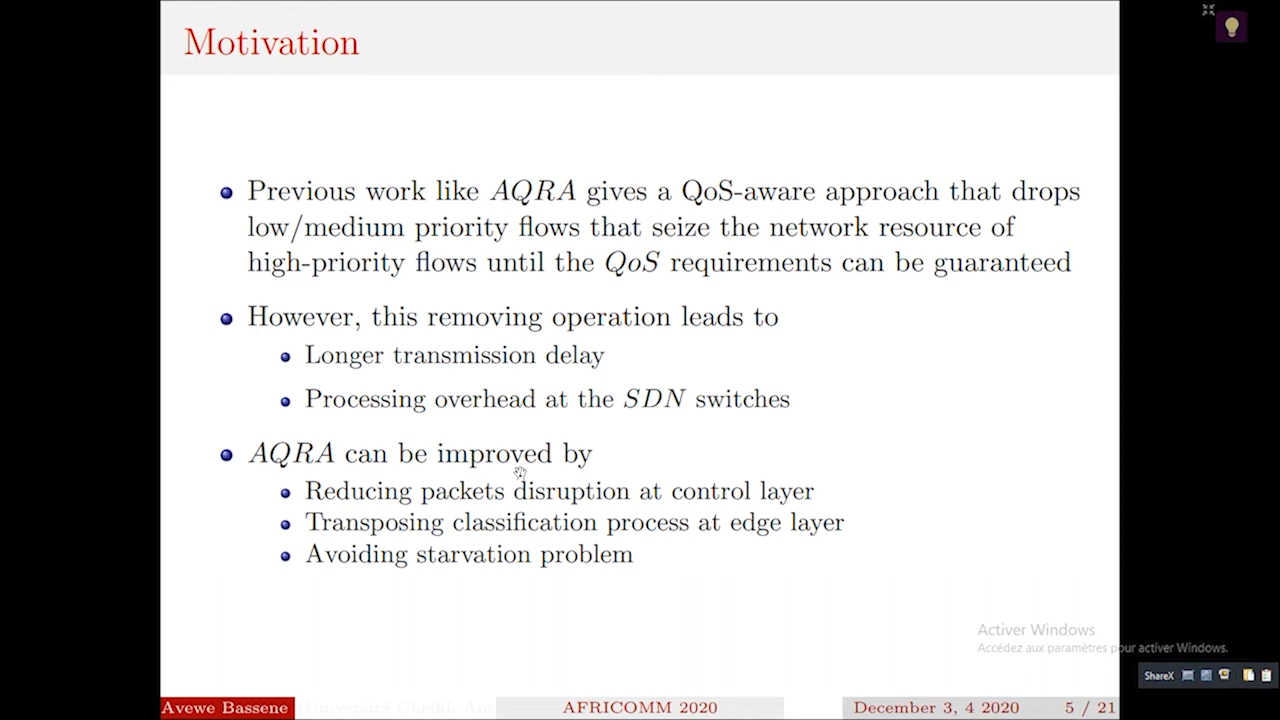 Motivation
Previous work like AQRA gives a QoS-aware approach that drops
low/medium priority flows that seize the network resource of
high-priority flows until the QoS requirements can be guaranteed
However, this removing operation leads to
Longer transmission delay
Processing overhead at the SDN switches
AQRA can be improved by
Reducing packets disruption at control layer
Transposing classification process at edge layer
Avoiding starvation problem
Activer Windows
Accédez aux paramètres pour activer Windows.
ShareX
Avewe Bassene
AFRICOMM 2020
December 3, 4 2020
5 / 21